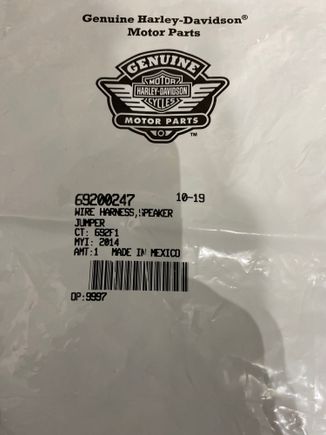 Genuine Harley-Davidson®
Motor Parts
GENUINE
MOTOR
HARLEY-DAVIDSON
CYCLES
MOTOR PARTS
TM
69200247 10-19
WIRE HARNESS,SPEAKER
JUMPER
CT: 692F1
MYI: 2014
AMT:1 MADE IN MEXICO
OP:9997